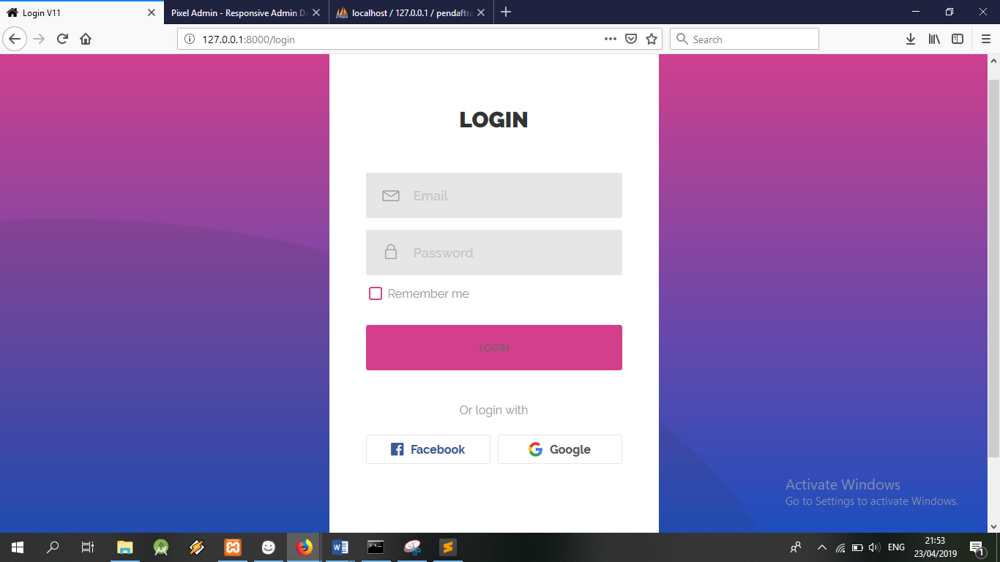 Login V11
Pixel Admin - Responsive Admin Da
localhost / 127.0.0.1 / pendaftra
127.0.0.1:8000/login
Search
LOGIN
Email
Password
Remember me
LOGIN
Or login with
Facebook
Google
Activate Windows
Go to Settings to activate Windows.
ENG
21:53
23/04/2019
1